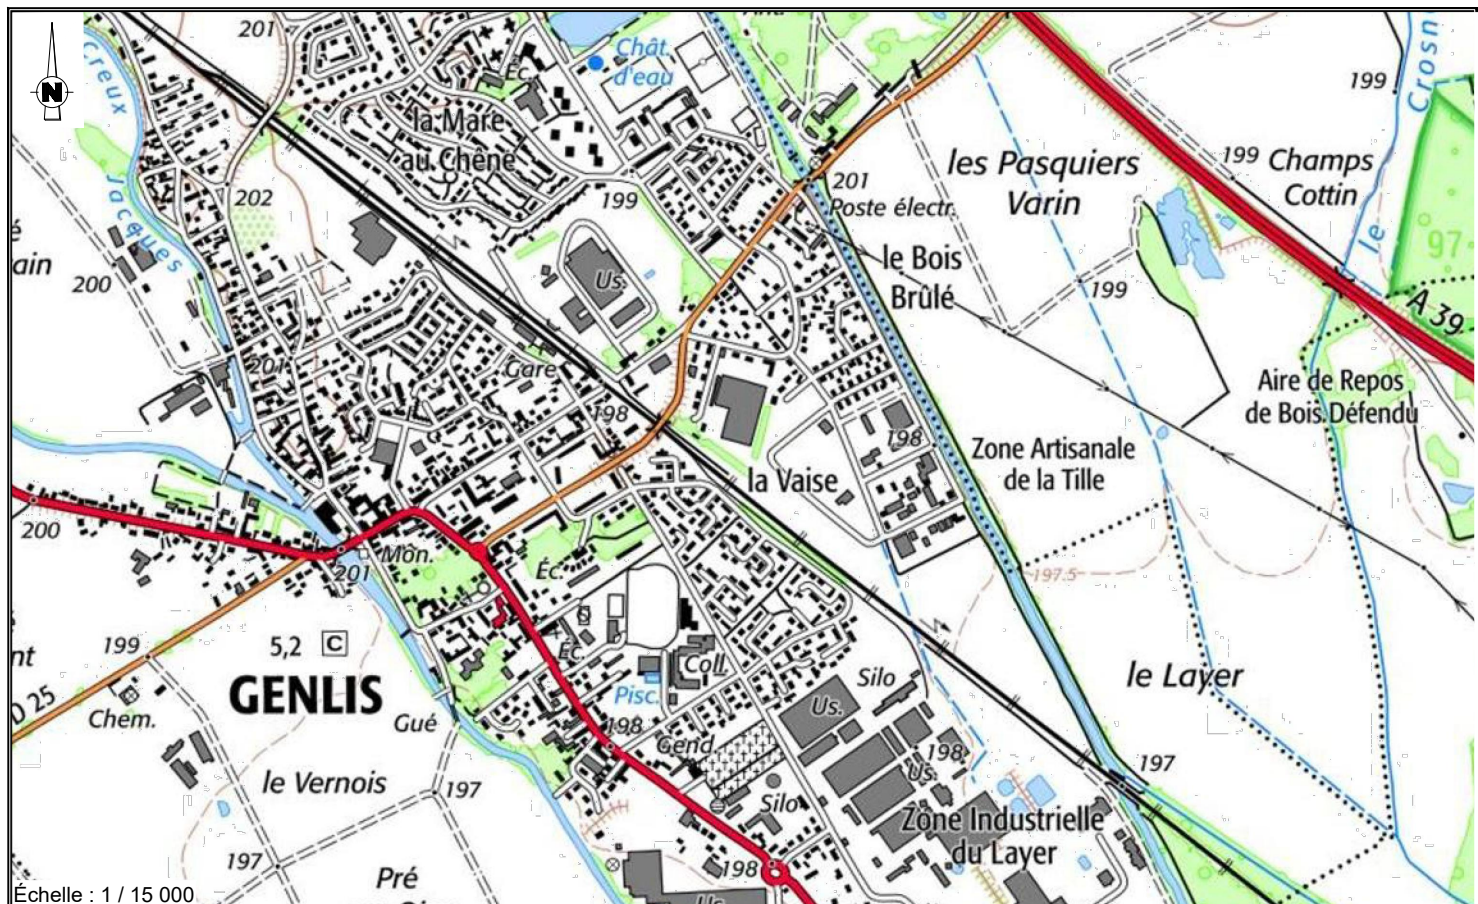 201
Creux
Jacques
N
Éc.
Chât.
d'eau
la Mare
au Chêne
199
202
200
ain
201
Poste électr.
les Pasquiers
Varin
199
Champs
Cottin
199
Crosn
le
97
A 39
le Bois
Brûlé
199
Us.
Gare
201
198
198
Aire de Repos
de Bois Défendu
Zone Artisanale
de la Tille
la Vaise
200
Mon.
201
Éc.
197.5
199
5,2 C
GENLIS
nt
D 25
Chem.
Gué
Éc.
Coll.
Pisc.
Silo
Us.
le Layer
198
Gend.
198
Us.
197
le Vernois
197
Silo
Zone Industrielle
du Layer
197
Pré
198
Us.
Échelle : 1 / 15 000